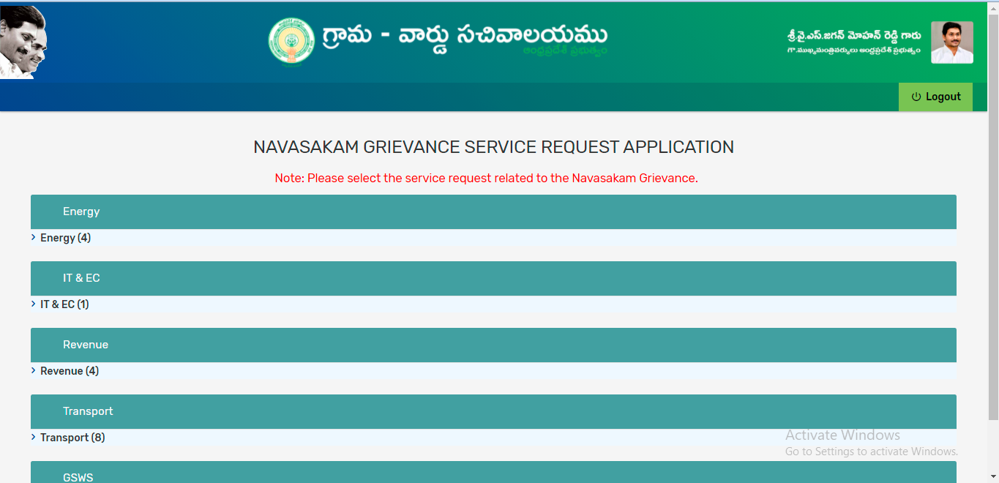 గ్రామ - వార్డు సచివాలయము
ఆంధ్రప్రదేశ్ ప్రభుత్వం
శ్రీ.వై.ఎస్.జగన్ మోహన్ రెడ్డి గారు
గౌ.ముఖ్యమంత్రివర్యులు ఆంధ్రప్రదేశ్ ప్రభుత్వం
Logout
NAVASAKAM GRIEVANCE SERVICE REQUEST APPLICATION
Note: Please select the service request related to the Navasakam Grievance.
Energy
Energy (4)
IT & EC
IT & EC (1)
Revenue
Revenue (4)
Transport
Transport (8)
Activate Windows
Go to Settings to activate Windows.
GSWS